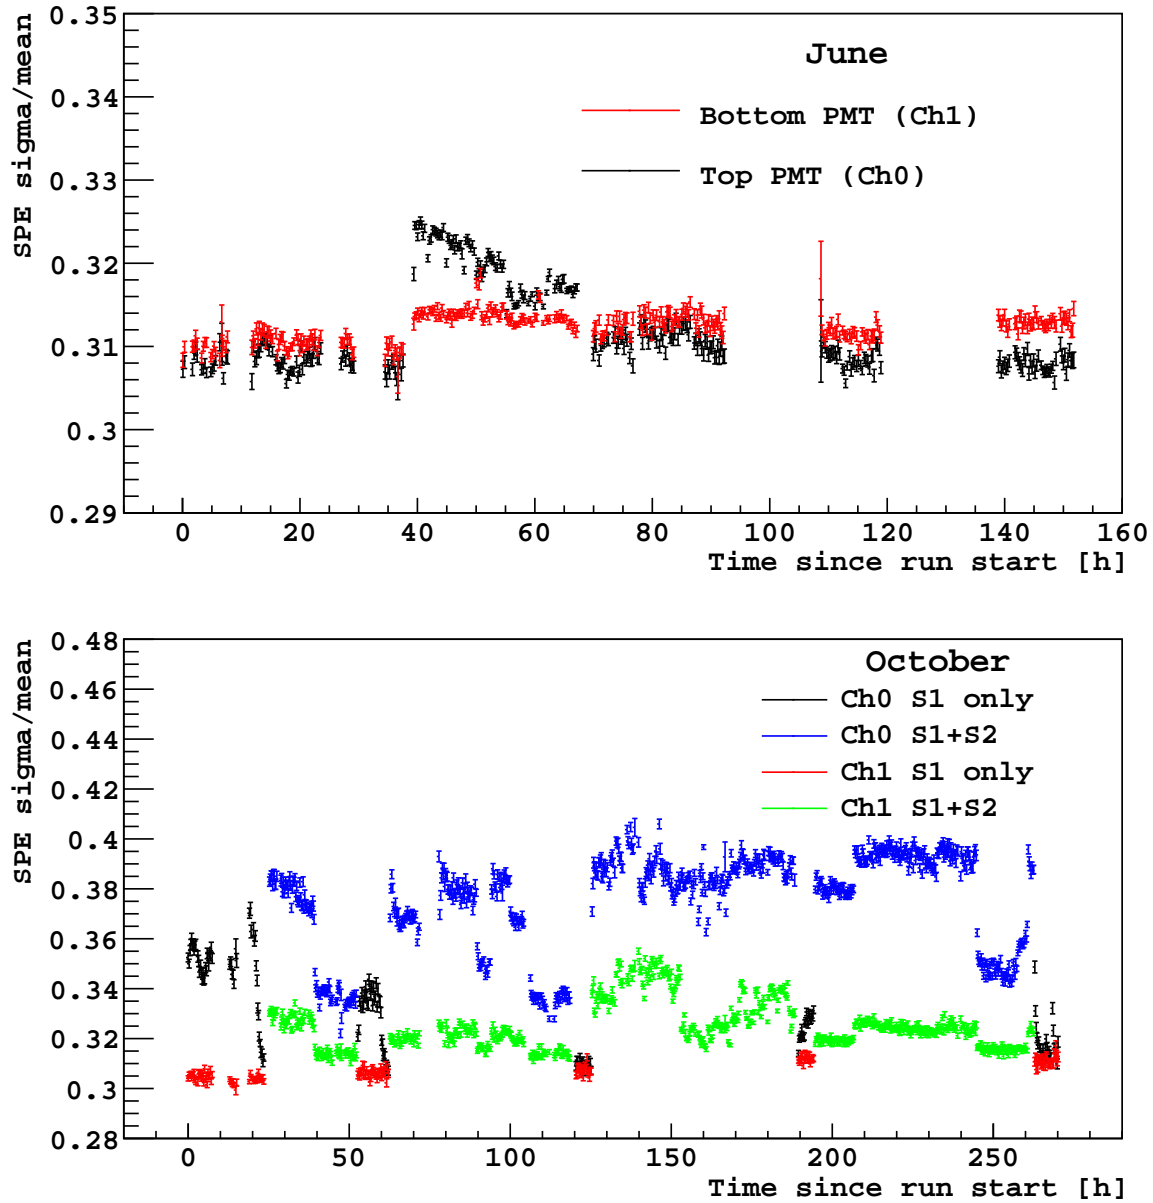 SPE sigma/mean
0.35
0.34
0.33
0.32
0.31
0.3
0.29
June
Bottom PMT (Ch1)
Top PMT (Ch0)
0 20 40 60 80 100 120 140 160
Time since run start [h]
SPE sigma/mean
0.48
0.46
0.44
0.42
0.4
0.38
0.36
0.34
0.32
0.3
0.28
October
Ch0 S1 only
Ch0 S1+S2
Ch1 S1 only
Ch1 S1+S2
0 50 100 150 200 250
Time since run start [h]